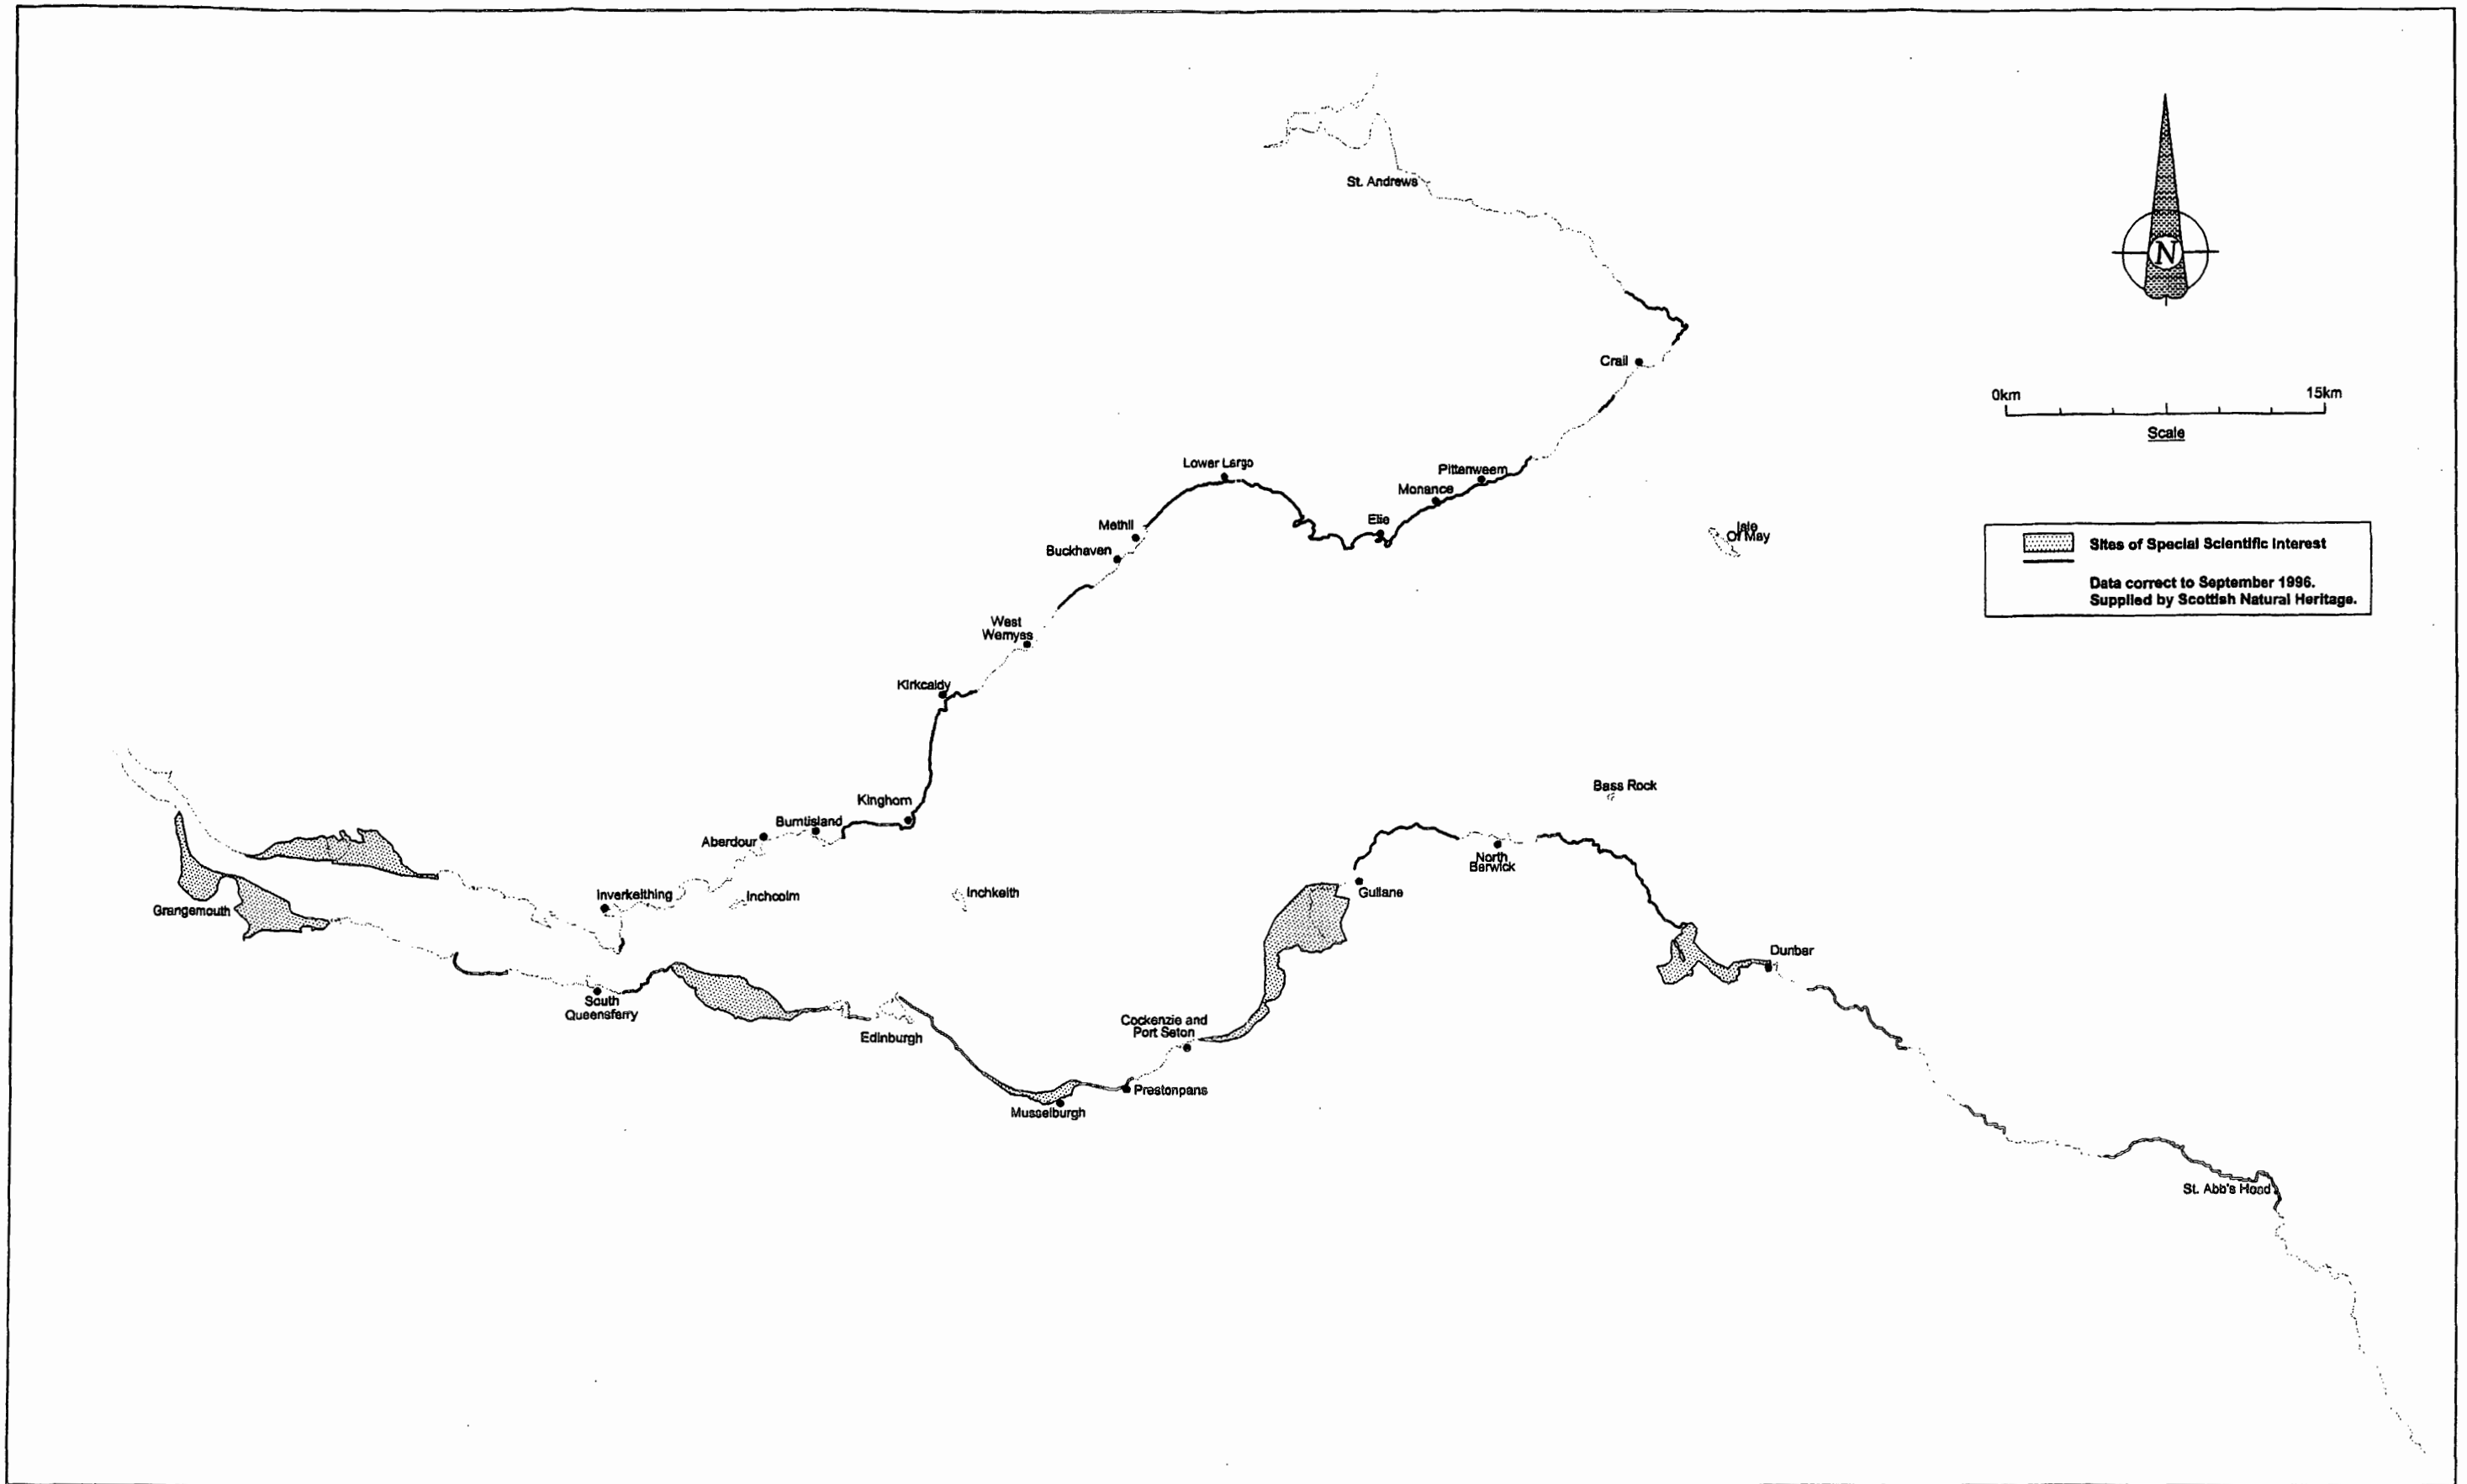 St. Andrews
N
Crail
0km 15km
Scale
Lower Largo
Pittenweem
Monance
Elie
Methil
Buckhaven
Isle
Of May
Sites of Special Scientific Interest
Data correct to September 1996.
Supplied by Scottish Natural Heritage.
West
Wemyss
Kirkcaldy
Kinghorn
Burntisland
Aberdour
Bass Rock
North
Berwick
Inverkeithing
Inchcolm
Inchkeith
Gullane
Grangemouth
Dunbar
South
Queensferry
Edinburgh
Cockenzie and
Port Seton
Prestonpans
Musselburgh
St. Abb's Head